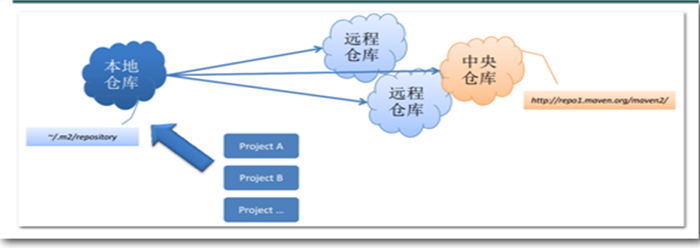 本地
仓库
远程
仓库
远程
仓库
中央
仓库
http://repo1.maven.org/maven2/
~/.m2/repository
Project A
Project B
Project ...